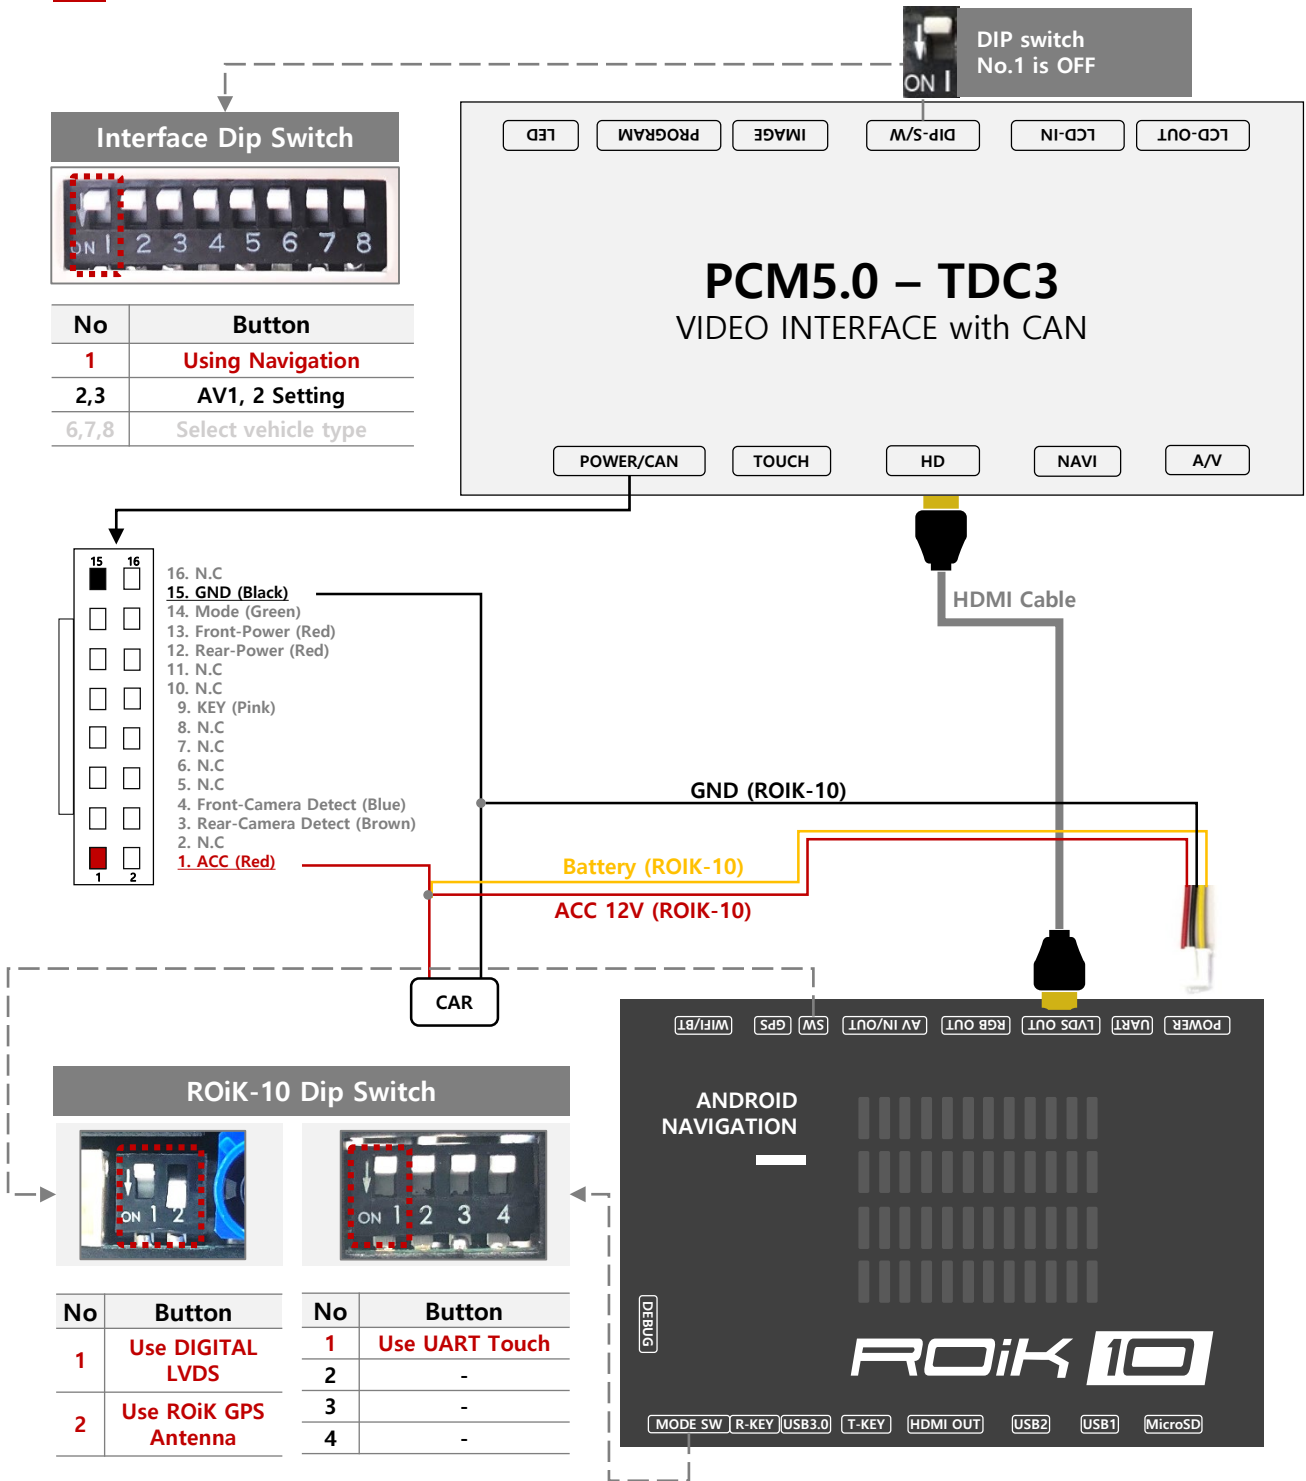 DIP switch
No.1 is OFF
ON 1
Interface Dip Switch
ON 1 2 3 4 5 6 7 8
No Button
1 Using Navigation
2,3 AV1, 2 Setting
6,7,8 Select vehicle type
LED PROGRAM IMAGE DIP-S/W LCD-IN LCD-OUT
PCM5.0 – TDC3
VIDEO INTERFACE with CAN
POWER/CAN TOUCH HD NAVI A/V
15 16
16. N.C
15. GND (Black)
14. Mode (Green)
13. Front-Power (Red)
12. Rear-Power (Red)
11. N.C
10. N.C
9. KEY (Pink)
8. N.C
7. N.C
6. N.C
5. N.C
4. Front-Camera Detect (Blue)
3. Rear-Camera Detect (Brown)
2. N.C
1. ACC (Red)
1 2
HDMI Cable
GND (ROIK-10)
Battery (ROIK-10)
ACC 12V (ROIK-10)
CAR
WIFI/BT GPS SW AV IN/OUT RGB OUT LVDS OUT UART POWER
ANDROID
NAVIGATION
DEBUG
ROiK 10
MODE SW R-KEY USB3.0 T-KEY HDMI OUT USB2 USB1 MicroSD
ROiK-10 Dip Switch
ON 1 2
ON 1 2 3 4
No Button
1 Use DIGITAL
LVDS
2 Use ROiK GPS
Antenna
No Button
1 Use UART Touch
2 -
3 -
4 -